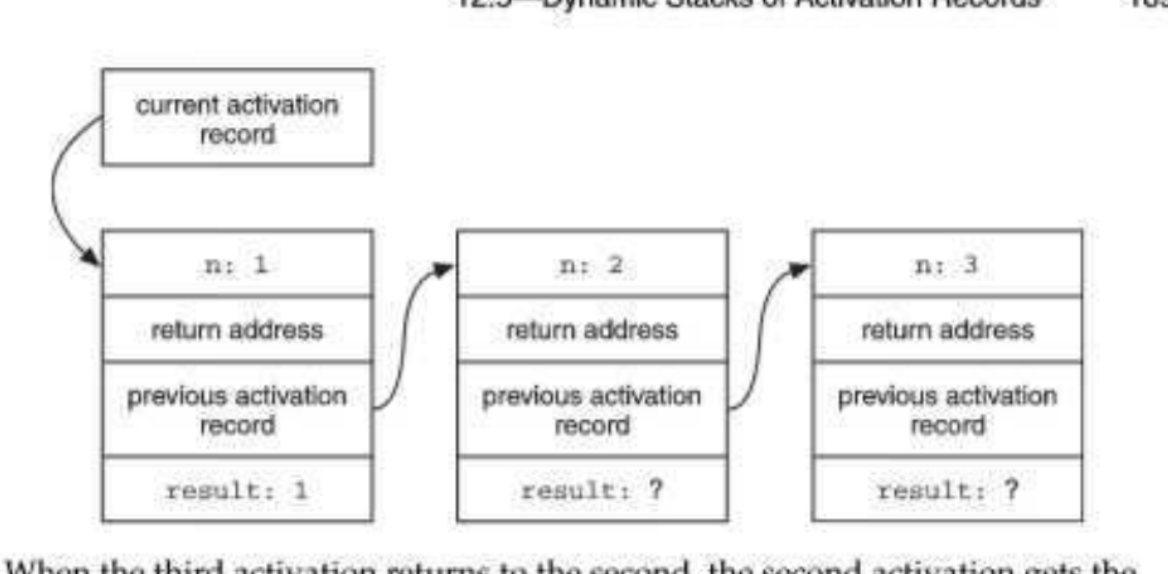 12.5—Dynamic Stacks of Activation Records
current activation
record
n: 1
return address
previous activation
record
result: 1
n: 2
return address
previous activation
record
result: ?
n: 3
return address
previous activation
record
result: ?
When the third activation returns to the second, the second activation gets the